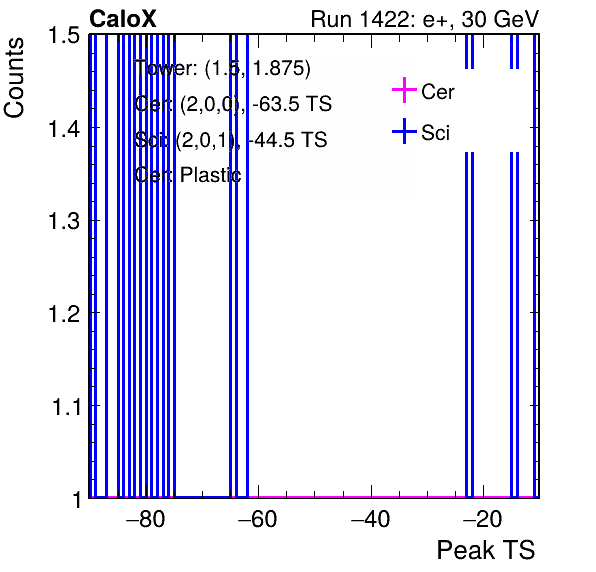 CaloX
Run 1422: e+, 30 GeV
Counts
1.5
1.4
1.3
1.2
1.1
1
Tower: (1.5, 1.875)
Cer: (2,0,0), -63.5 TS
Sci: (2,0,1), -44.5 TS
Cer: Plastic
Cer
Sci
−80
−60
−40
−20
Peak TS